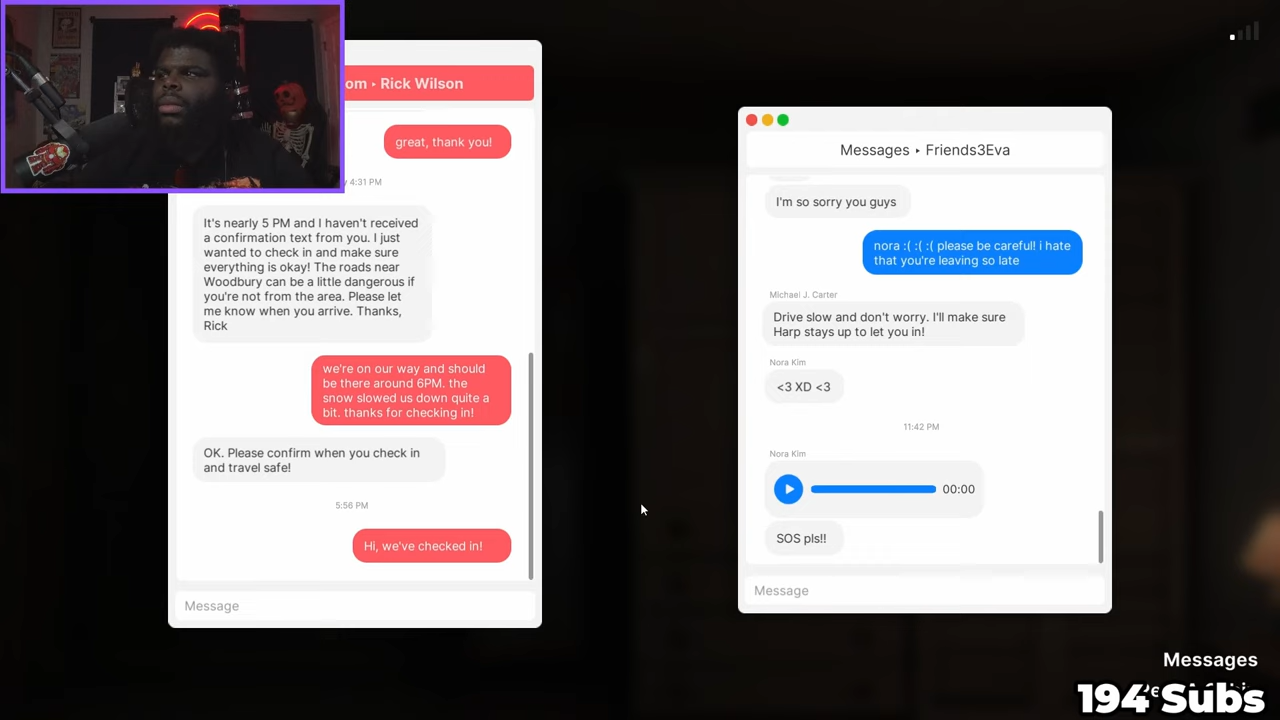 om ‣ Rick Wilson
great, thank you!
4:31 PM
It's nearly 5 PM and I haven't received
a confirmation text from you. I just
wanted to check in and make sure
everything is okay! The roads near
Woodbury can be a little dangerous if
you're not from the area. Please let
me know when you arrive. Thanks,
Rick
we're on our way and should
be there around 6PM. the
snow slowed us down quite a
bit. thanks for checking in!
OK. Please confirm when you check in
and travel safe!
5:56 PM
Hi, we've checked in!
Message
Messages ‣ Friends3Eva
I'm so sorry you guys
nora :( :( :( please be careful! i hate
that you're leaving so late
Michael J. Carter
Drive slow and don't worry. I'll make sure
Harp stays up to let you in!
Nora Kim
<3 XD <3
11:42 PM
Nora Kim
00:00
SOS pls!!
Message
Messages
194 Subs